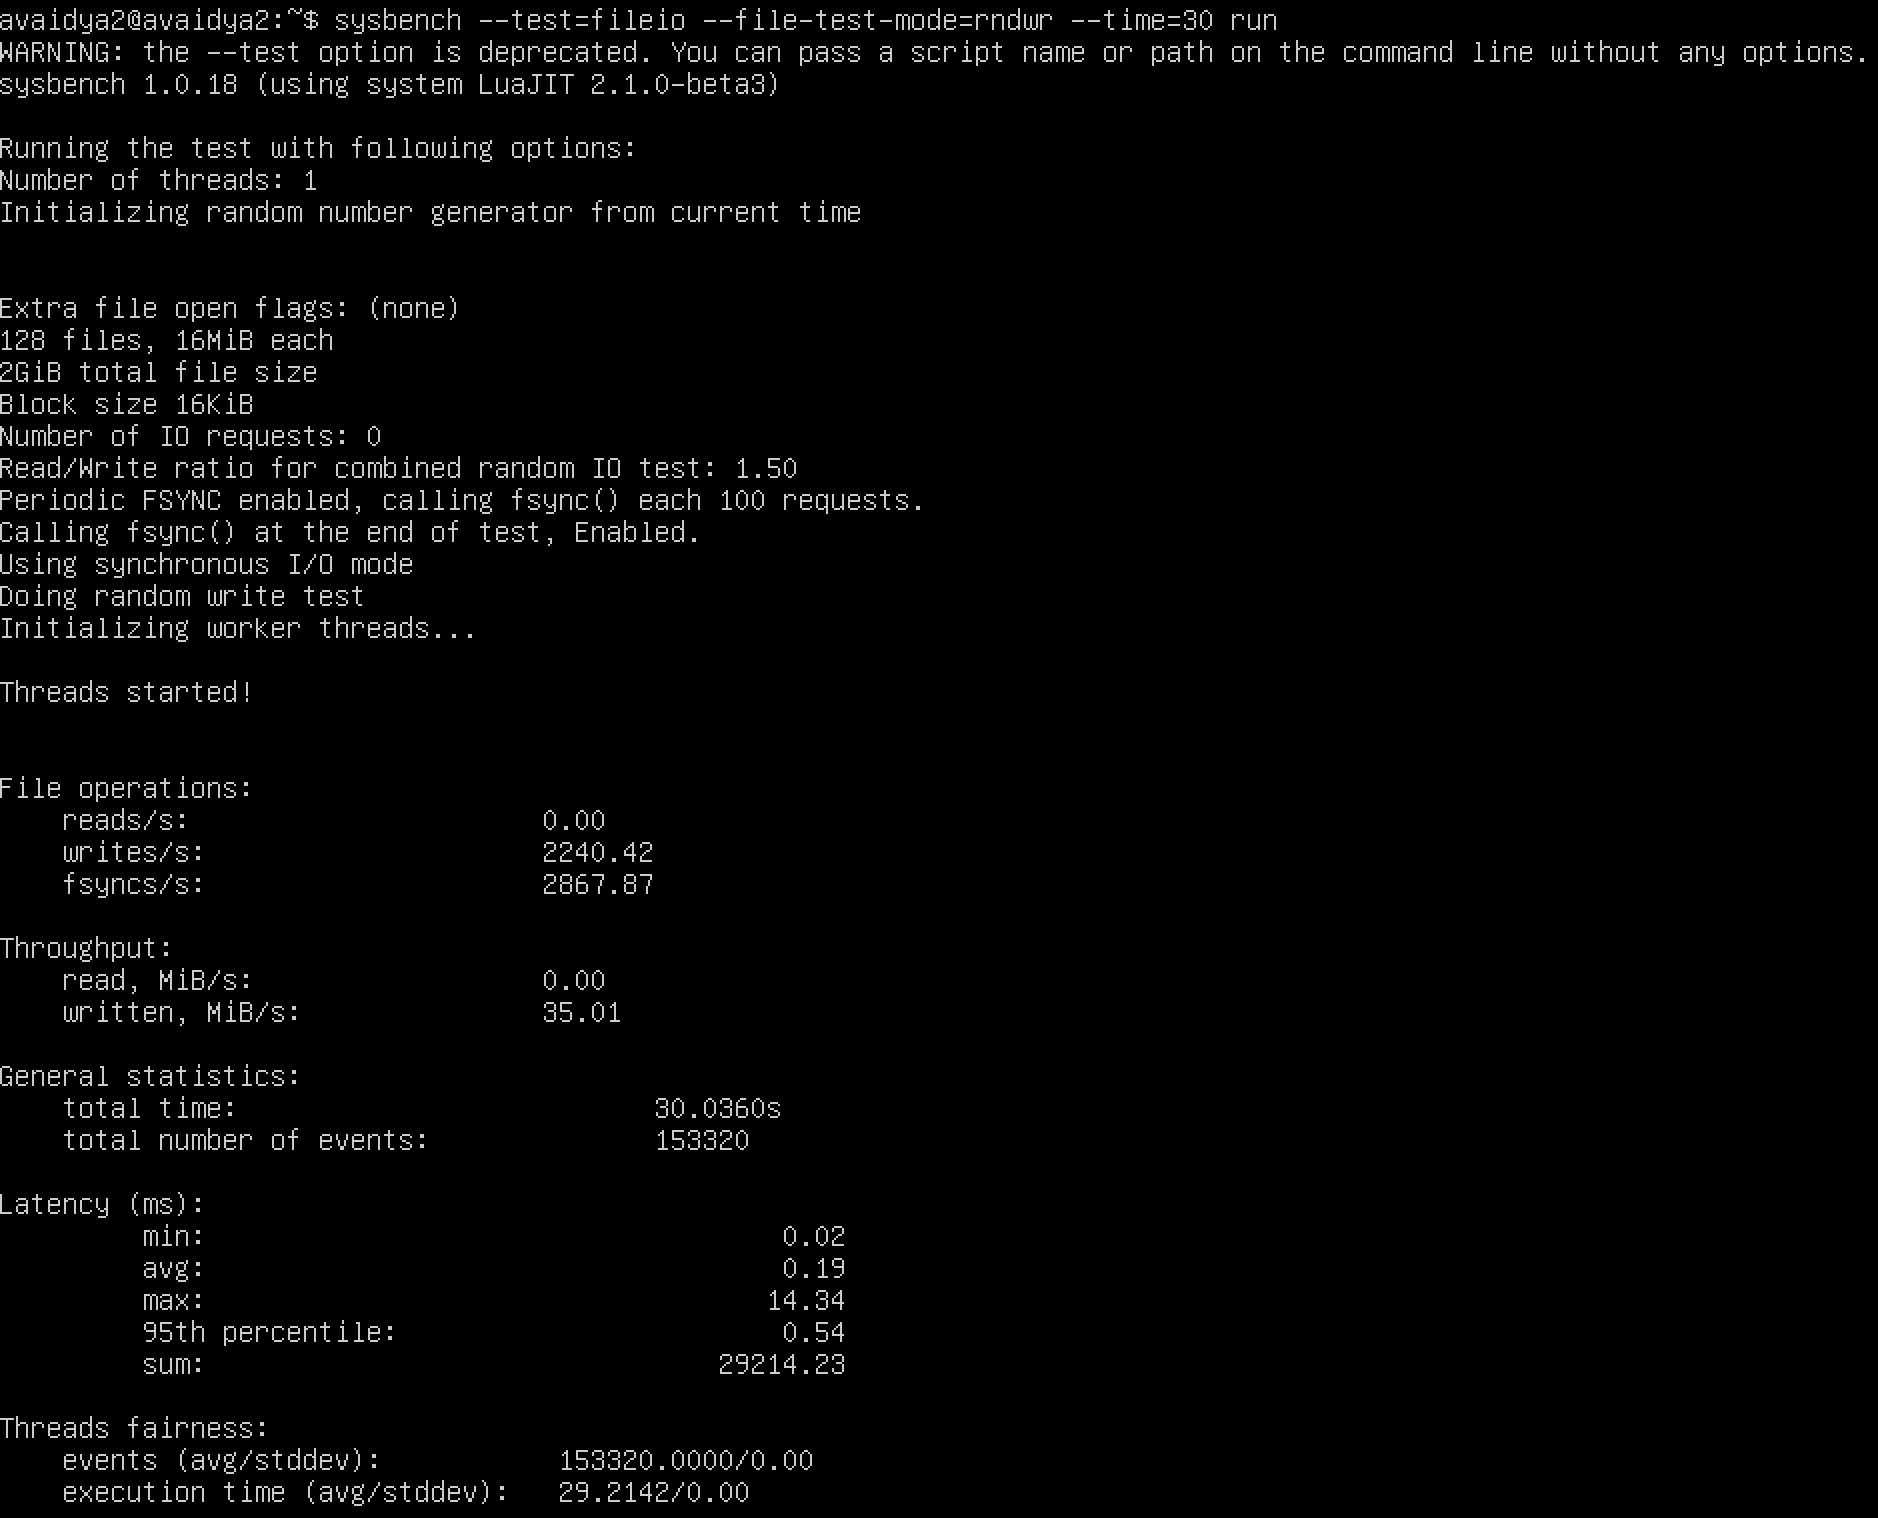 avaidya2@avaidya2:~$ sysbench --test=fileio --file-test-mode=rndwr --time=30 run
WARNING: the --test option is deprecated. You can pass a script name or path on the command line without any options.
sysbench 1.0.18 (using system LuaJIT 2.1.0-beta3)
Running the test with following options:
Number of threads: 1
Initializing random number generator from current time
Extra file open flags: (none)
128 files, 16MiB each
2GiB total file size
Block size 16KiB
Number of IO requests: 0
Read/Write ratio for combined random IO test: 1.50
Periodic FSYNC enabled, calling fsync() each 100 requests.
Calling fsync() at the end of test, Enabled.
Using synchronous I/O mode
Doing random write test
Initializing worker threads...
Threads started!
File operations:
reads/s: 0.00
writes/s: 2240.42
fsyncs/s: 2867.87
Throughput:
read, MiB/s: 0.00
written, MiB/s: 35.01
General statistics:
total time: 30.0360s
total number of events: 153320
Latency (ms):
min: 0.02
avg: 0.19
max: 14.34
95th percentile: 0.54
sum: 29214.23
Threads fairness:
events (avg/stddev): 153320.0000/0.00
execution time (avg/stddev): 29.2142/0.00